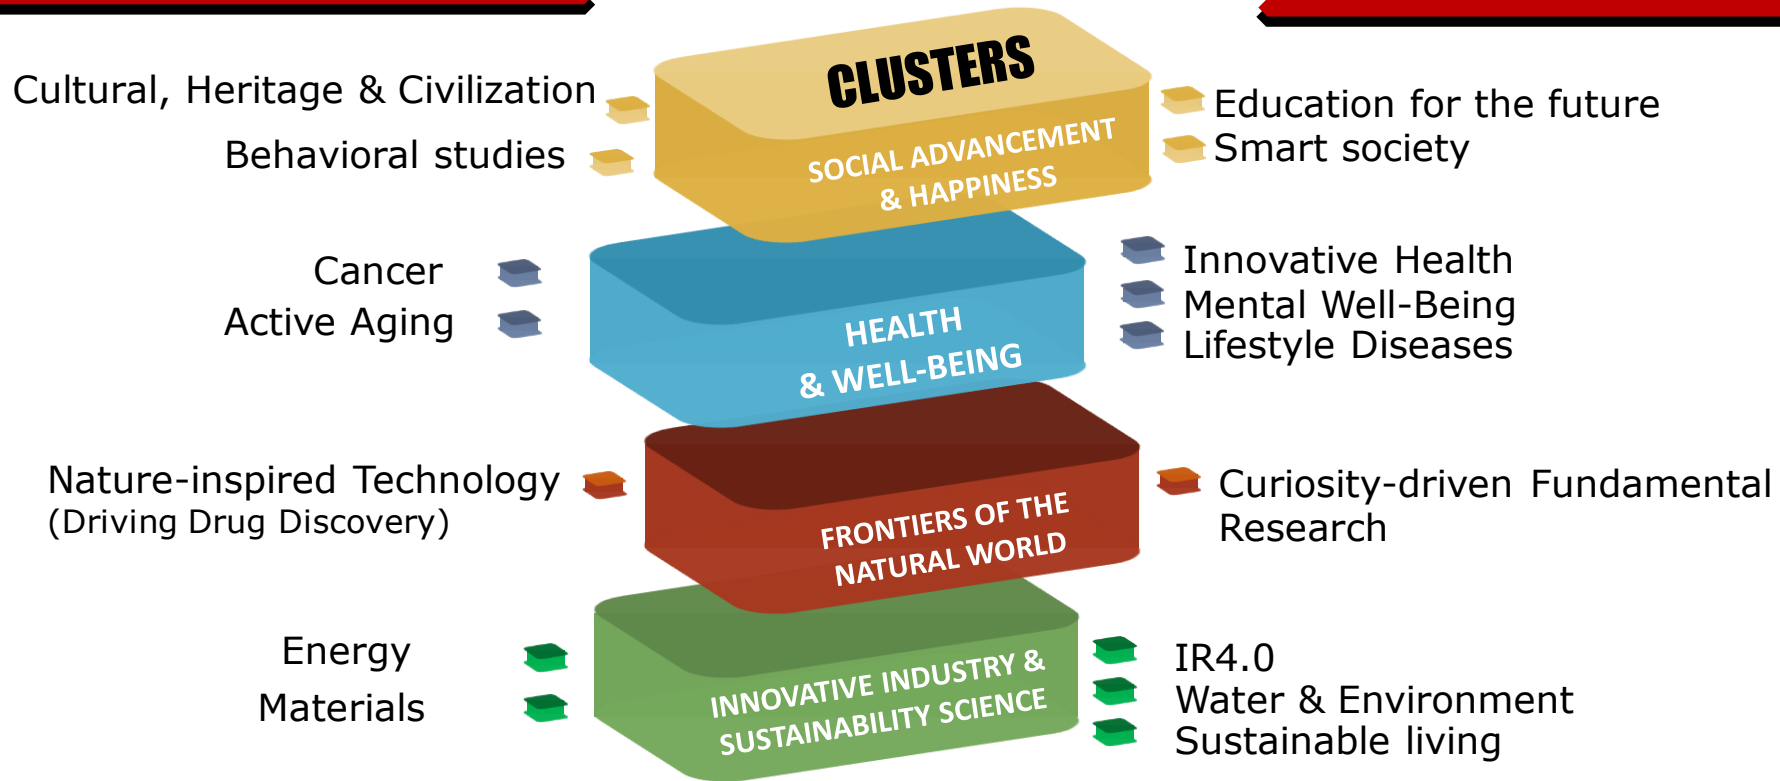 CLUSTERS
Cultural, Heritage & Civilization
Behavioral studies
SOCIAL ADVANCEMENT
& HAPPINESS
Education for the future
Smart society
Cancer
Active Aging
HEALTH
& WELL-BEING
Innovative Health
Mental Well-Being
Lifestyle Diseases
Nature-inspired Technology
(Driving Drug Discovery)
FRONTIERS OF THE
NATURAL WORLD
Curiosity-driven Fundamental
Research
Energy
Materials
INNOVATIVE INDUSTRY &
SUSTAINABILITY SCIENCE
IR4.0
Water & Environment
Sustainable living